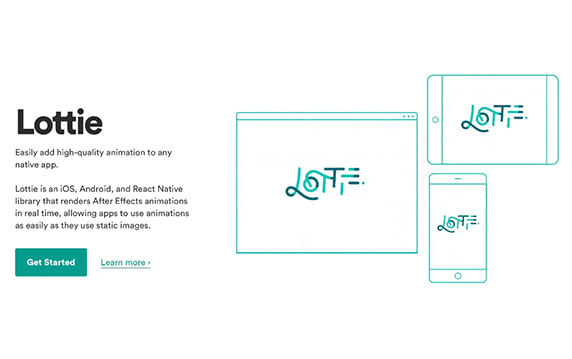 Lottie
Easily add high-quality animation to any
native app.
Lottie is an iOS, Android, and React Native
library that renders After Effects animations
in real time, allowing apps to use animations
as easily as they use static images.
Get Started
Learn more ›
LOTTIE.
LOTTIE.
LOTTIE.